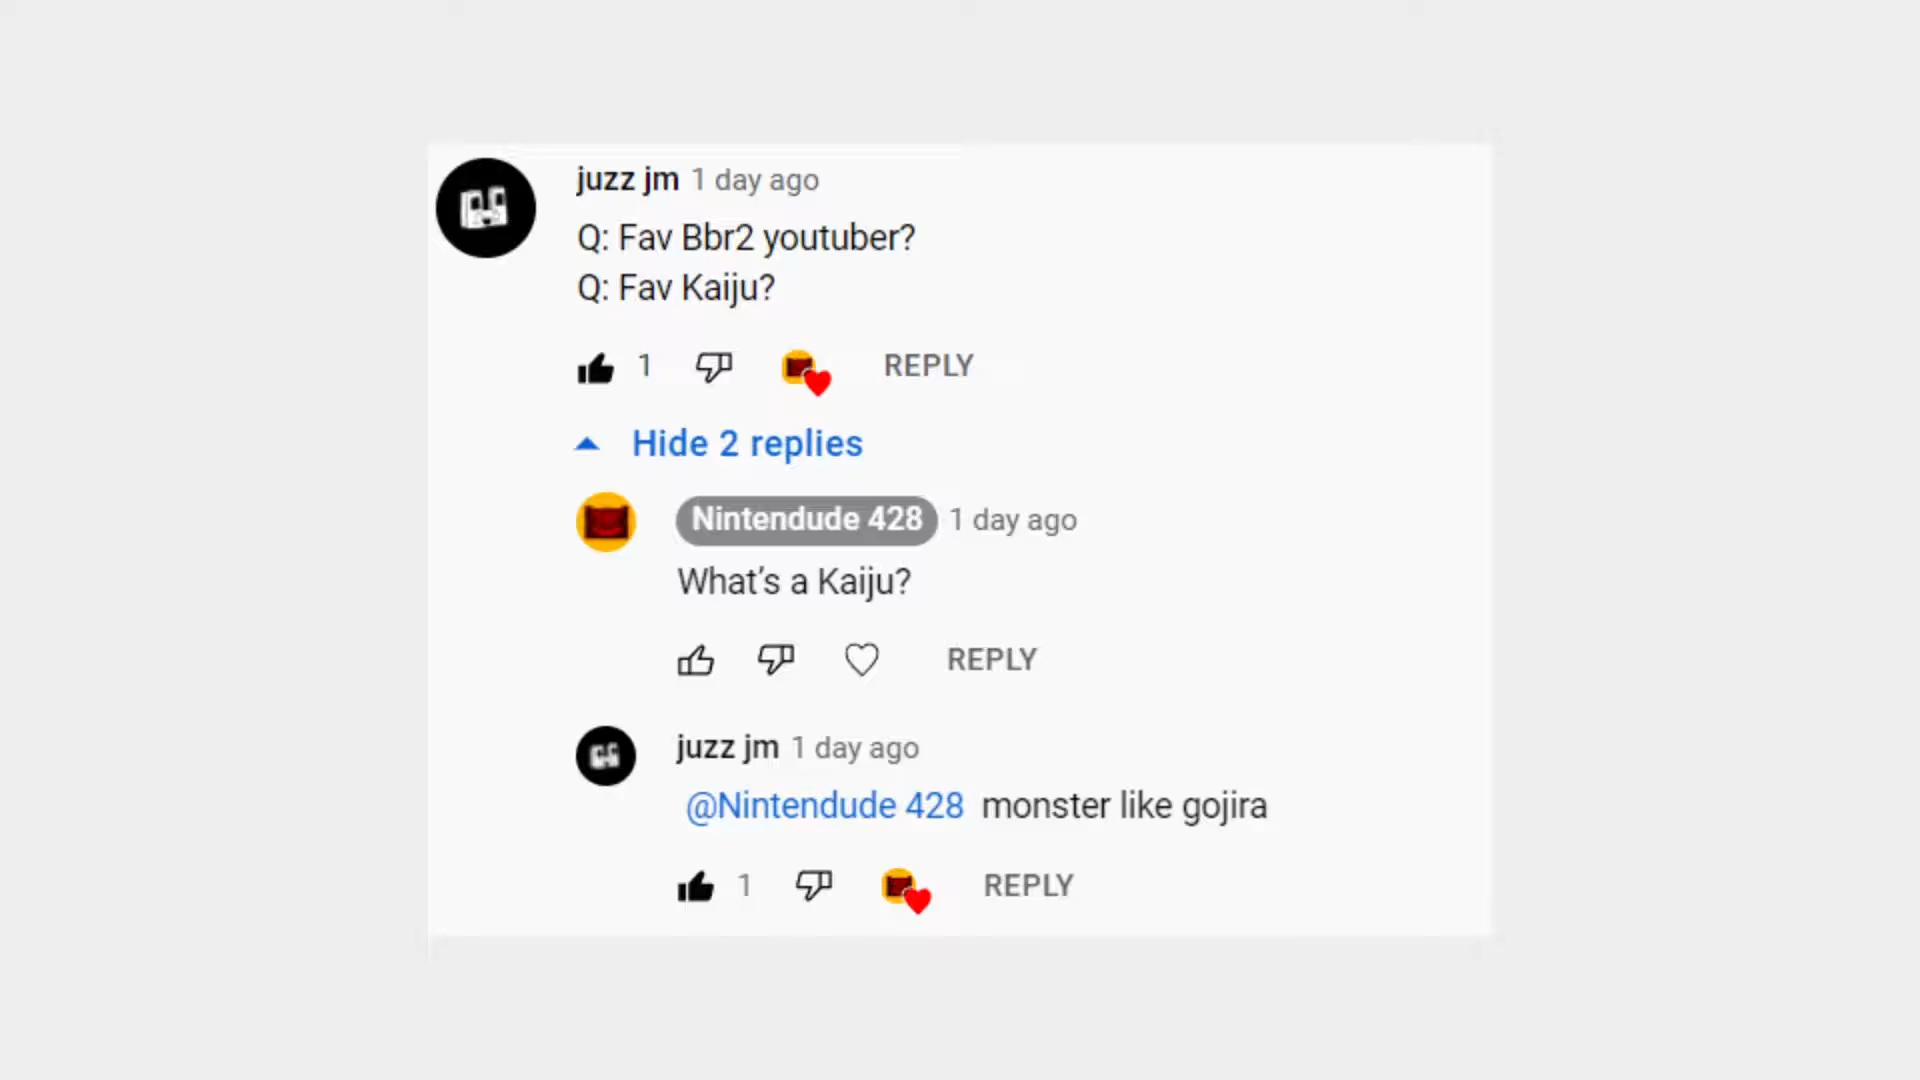 juzz jm 1 day ago
Q: Fav Bbr2 youtuber?
Q: Fav Kaiju?
1 REPLY
Hide 2 replies
Nintendude 428 1 day ago
What's a Kaiju?
REPLY
juzz jm 1 day ago
@Nintendude 428 monster like gojira
1 REPLY